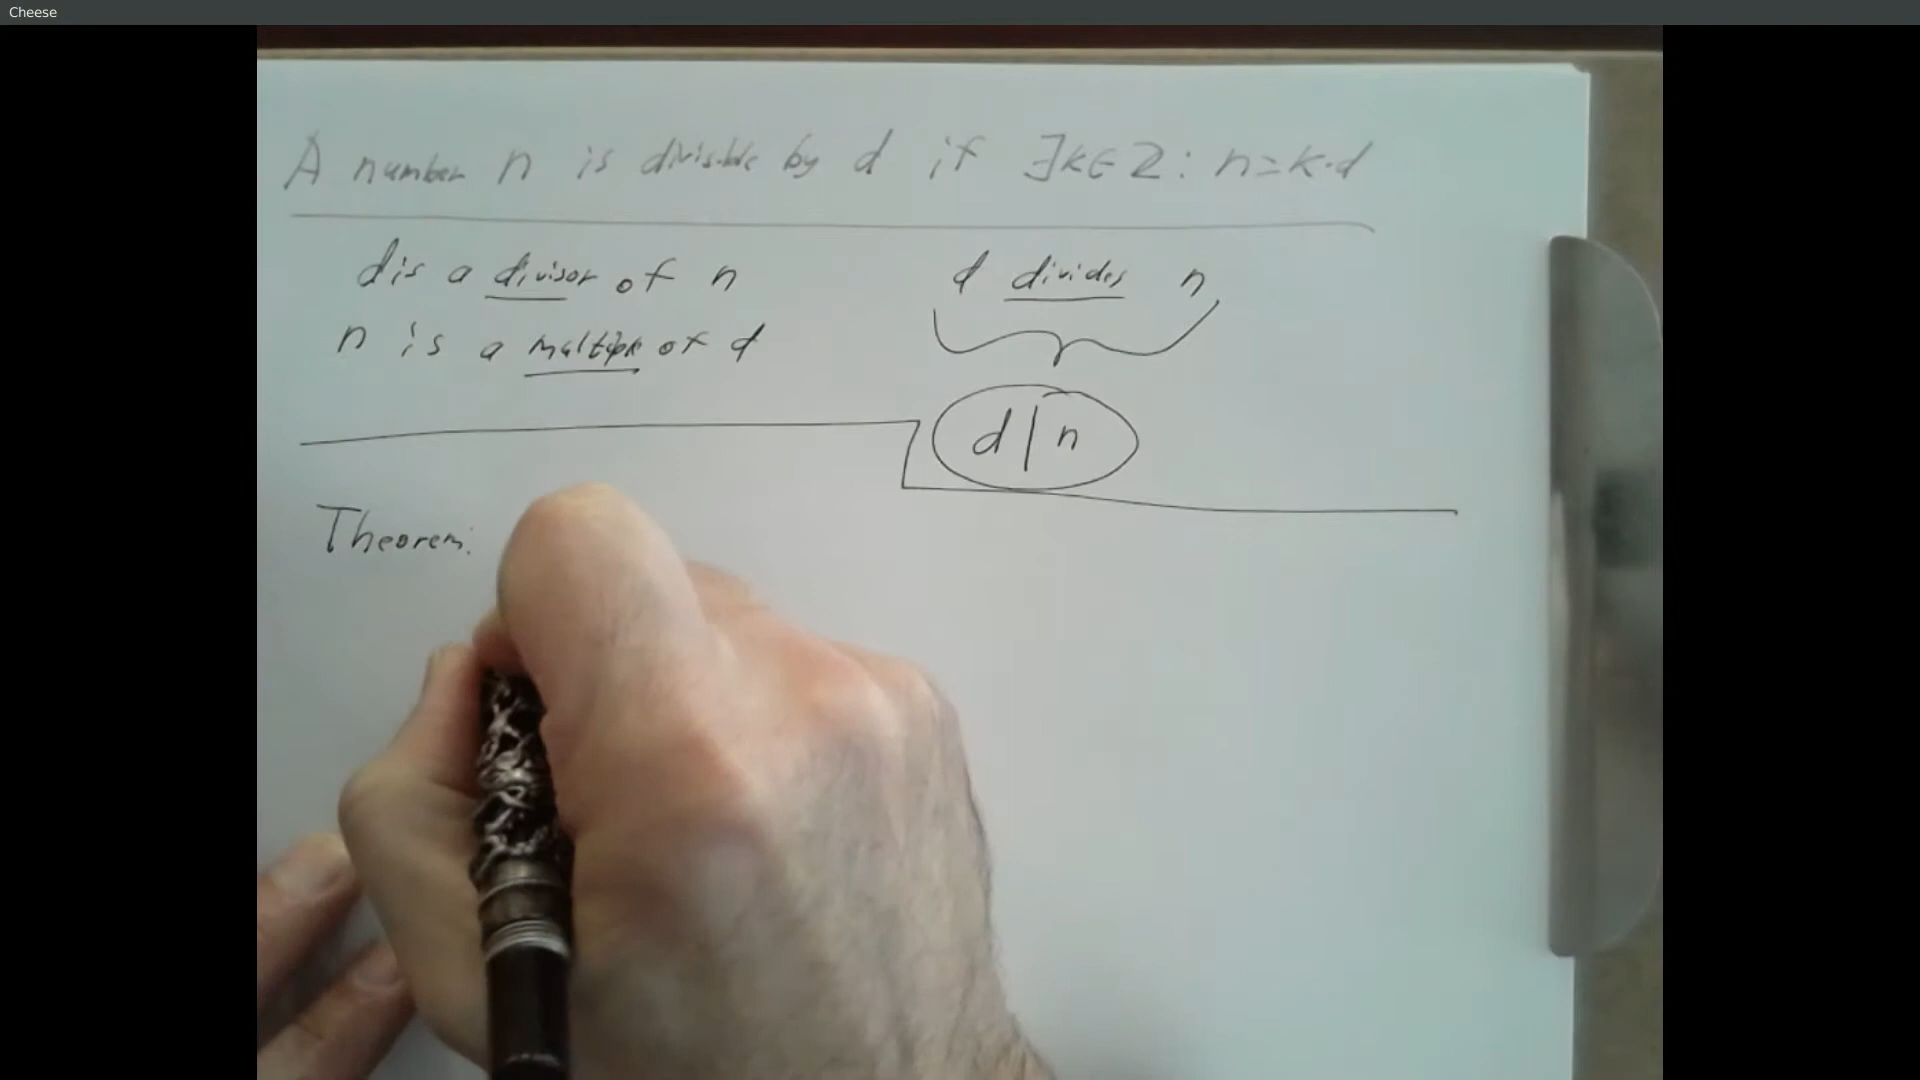 Cheese
A number n is divisible by d if ∃k∈ℤ: n=k·d
d is a divisor of n
n is a multiple of d
d divides n
d|n
Theorem: